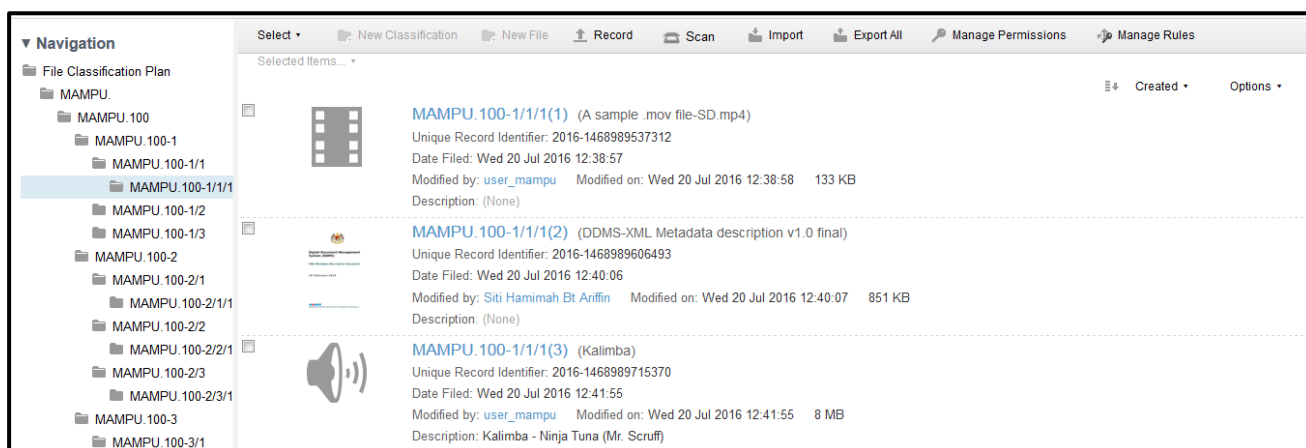 ▼ Navigation
File Classification Plan
MAMPU.
MAMPU.100
MAMPU.100-1
MAMPU.100-1/1
MAMPU.100-1/1/1
MAMPU.100-1/2
MAMPU.100-1/3
MAMPU.100-2
MAMPU.100-2/1
MAMPU.100-2/1/1
MAMPU.100-2/2
MAMPU.100-2/2/1
MAMPU.100-2/3
MAMPU.100-2/3/1
MAMPU.100-3
MAMPU.100-3/1
Select New Classification New File Record Scan Import Export All Manage Permissions Manage Rules
Selected Items...
Created Options
MAMPU.100-1/1/1(1) (A sample .mov file-SD.mp4)
Unique Record Identifier: 2016-1468989537312
Date Filed: Wed 20 Jul 2016 12:38:57
Modified by: user_mampu Modified on: Wed 20 Jul 2016 12:38:58 133 KB
Description: (None)
MAMPU.100-1/1/1(2) (DDMS-XML Metadata description v1.0 final)
Unique Record Identifier: 2016-1468989606493
Date Filed: Wed 20 Jul 2016 12:40:06
Modified by: Siti Hamimah Bt Ariffin Modified on: Wed 20 Jul 2016 12:40:07 851 KB
Description: (None)
Digital Document Management
System (DDMS)
MAMPU.100-1/1/1(3) (Kalimba)
Unique Record Identifier: 2016-1468989715370
Date Filed: Wed 20 Jul 2016 12:41:55
Modified by: user_mampu Modified on: Wed 20 Jul 2016 12:41:55 8 MB
Description: Kalimba - Ninja Tuna (Mr. Scruff)